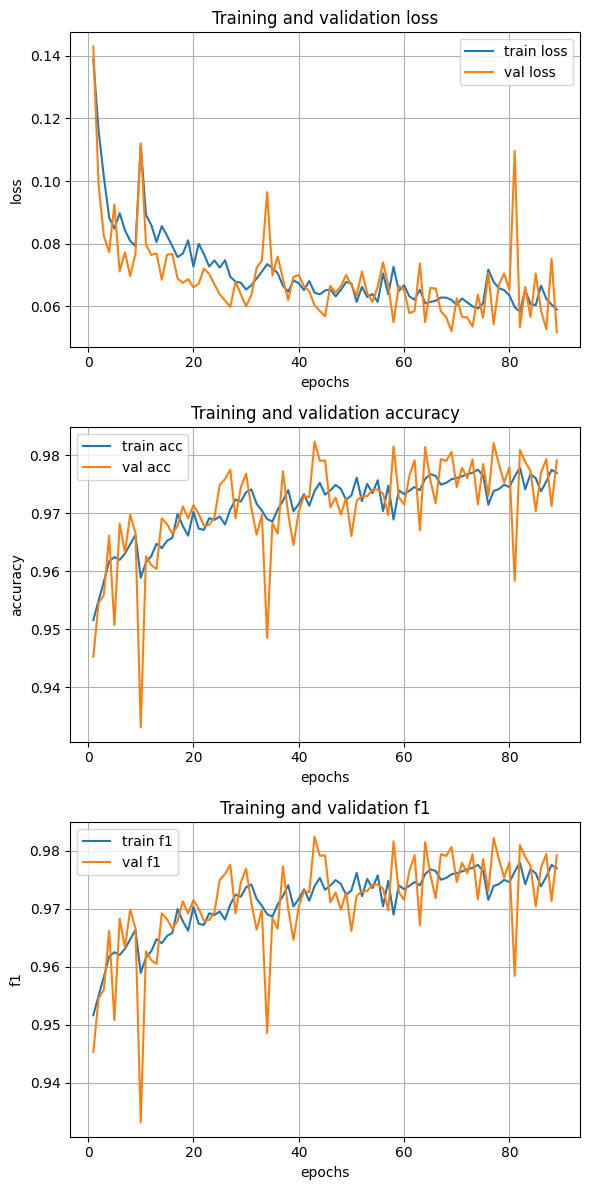 Training and validation loss
train loss
val loss
0.14
0.12
0.10
0.08
0.06
loss
0
20
40
60
80
epochs
Training and validation accuracy
train acc
val acc
0.98
0.97
0.96
0.95
0.94
accuracy
0
20
40
60
80
epochs
Training and validation f1
train f1
val f1
0.98
0.97
0.96
0.95
0.94
f1
0
20
40
60
80
epochs